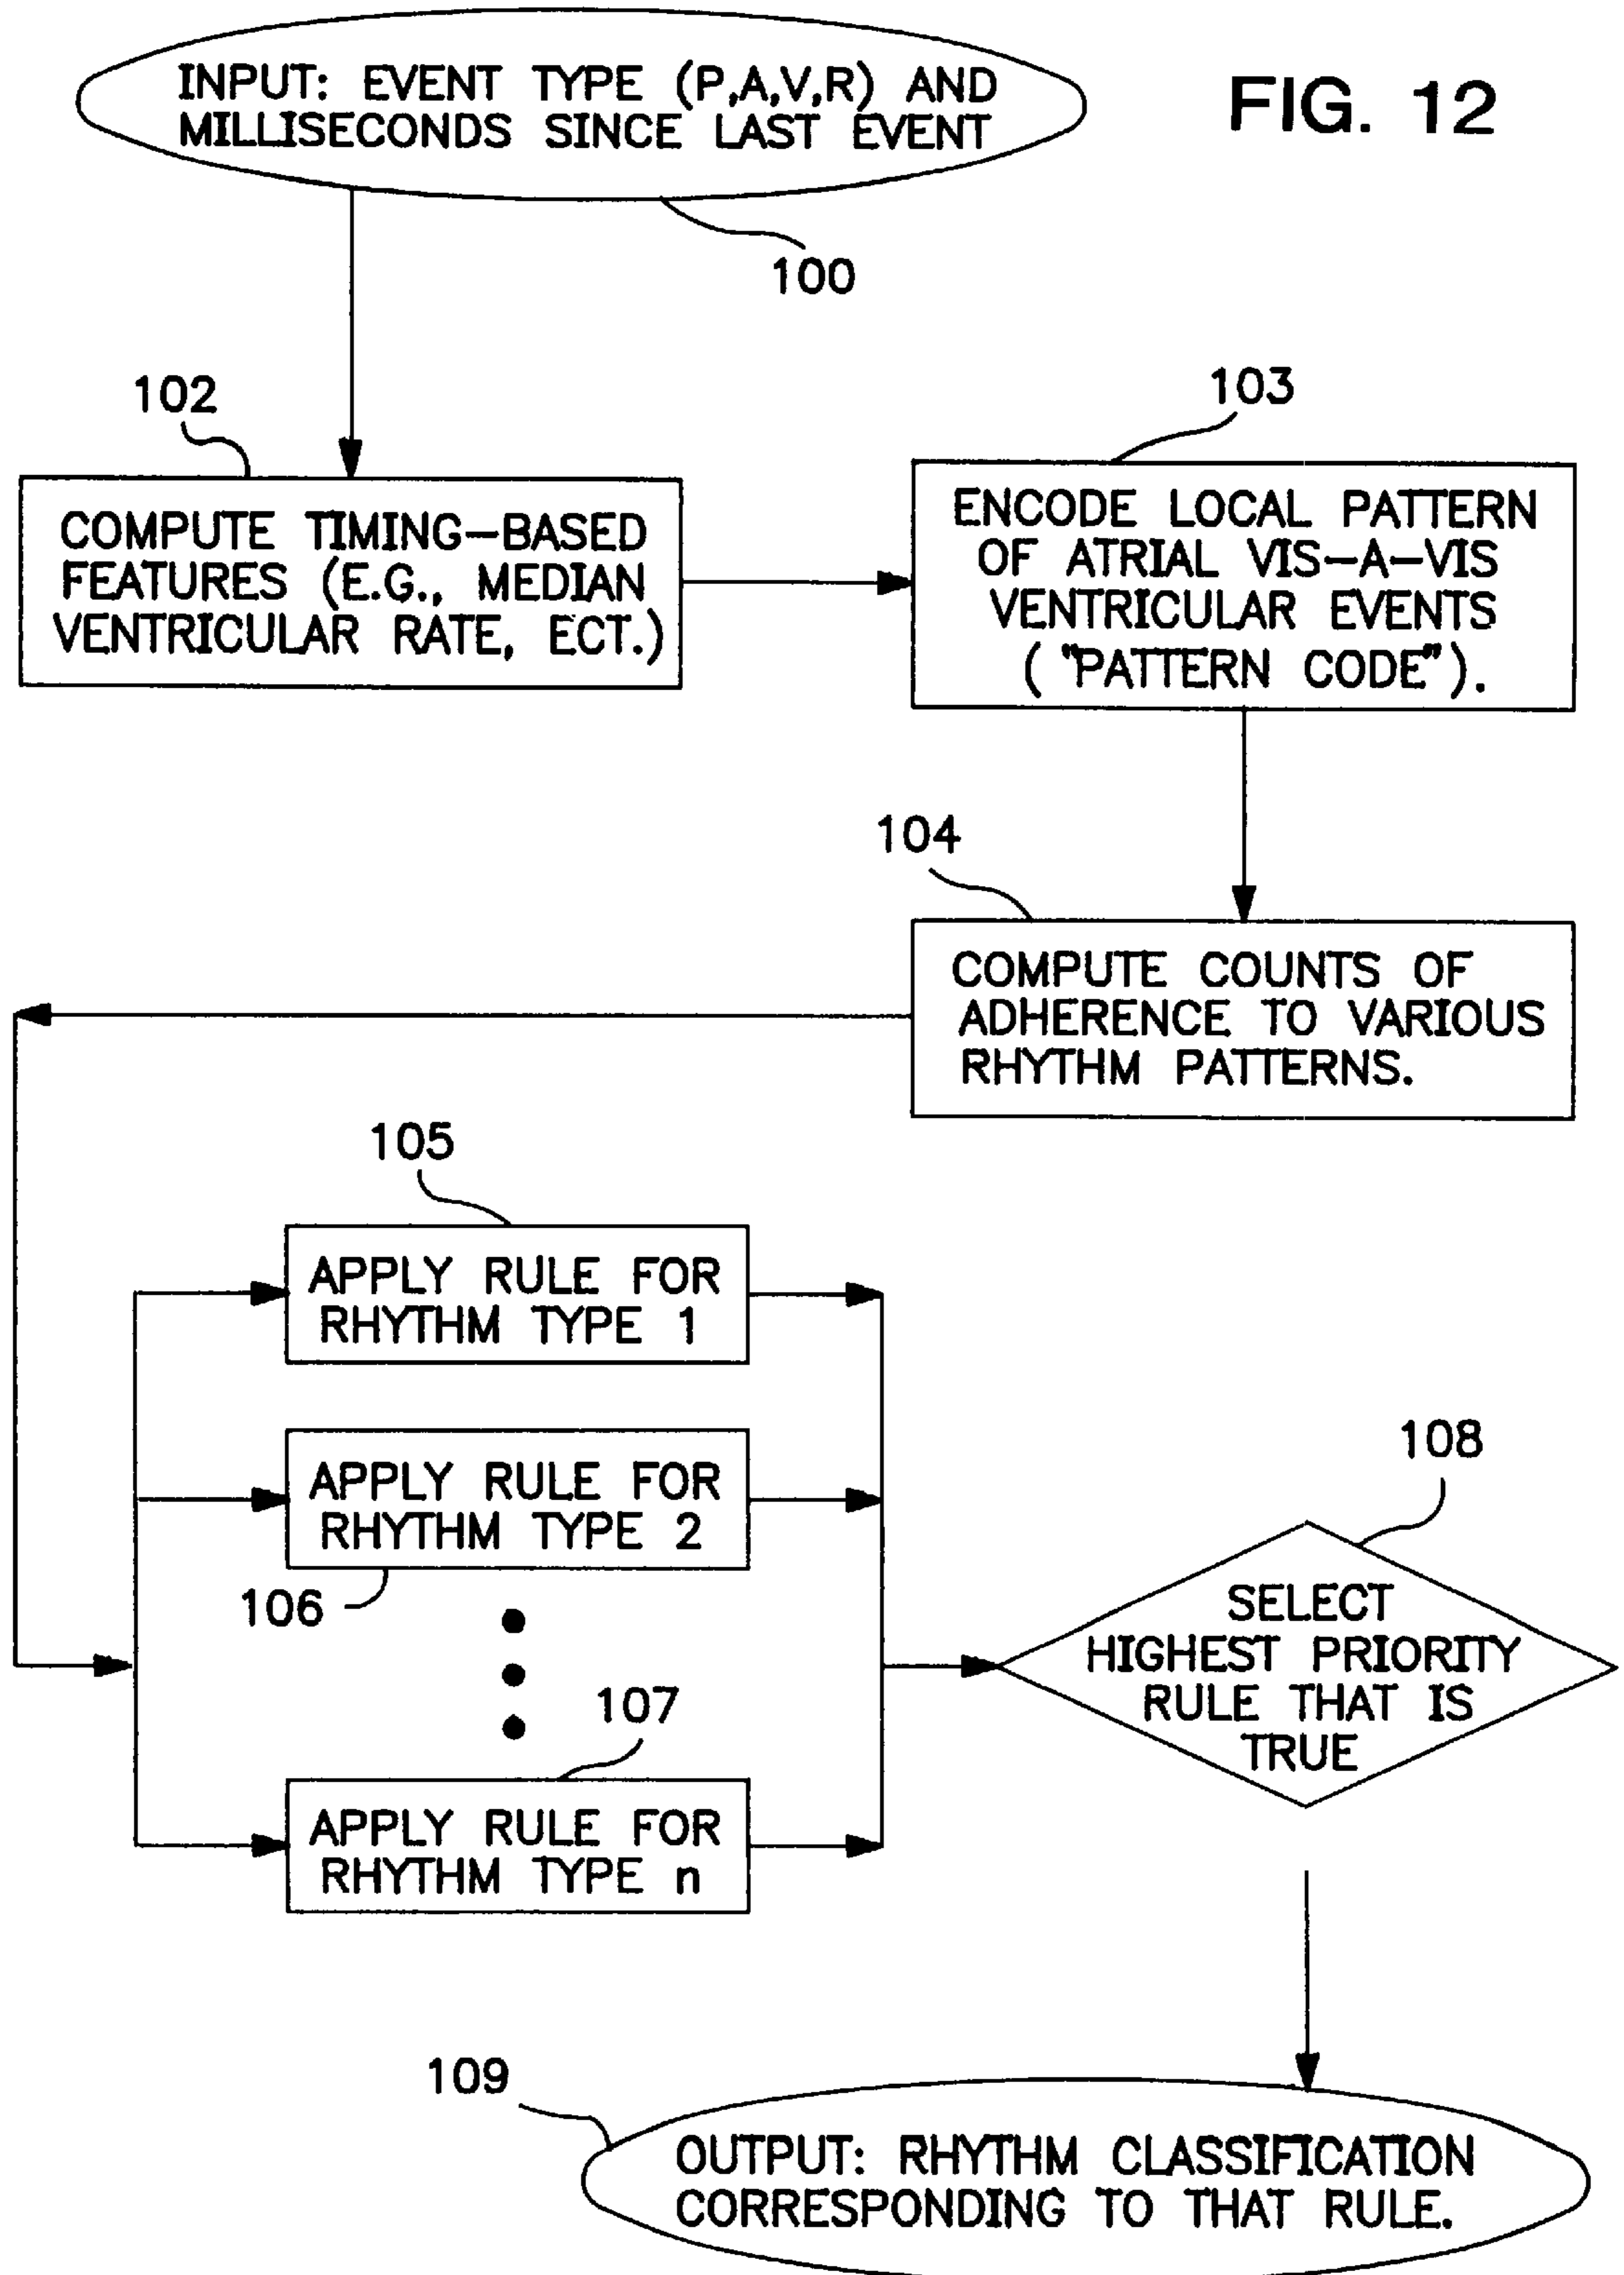 INPUT: EVENT TYPE (P,A,V,R) AND
MILLISECONDS SINCE LAST EVENT
FIG. 12
100
102
COMPUTE TIMING-BASED
FEATURES (E.G., MEDIAN
VENTRICULAR RATE, ECT.)
103
ENCODE LOCAL PATTERN
OF ATRIAL VIS-A-VIS
VENTRICULAR EVENTS
( "PATTERN CODE").
104
COMPUTE COUNTS OF
ADHERENCE TO VARIOUS
RHYTHM PATTERNS.
105
APPLY RULE FOR
RHYTHM TYPE 1
APPLY RULE FOR
RHYTHM TYPE 2
106
107
APPLY RULE FOR
RHYTHM TYPE n
108
SELECT
HIGHEST PRIORITY
RULE THAT IS
TRUE
109
OUTPUT: RHYTHM CLASSIFICATION
CORRESPONDING TO THAT RULE.